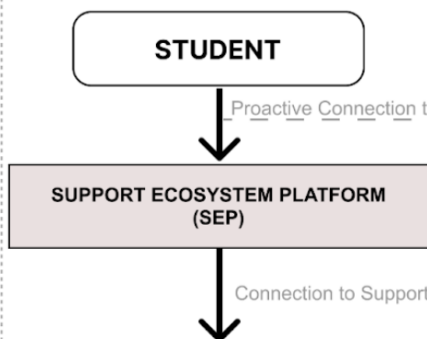 STUDENT
Proactive Connection t
SUPPORT ECOSYSTEM PLATFORM
(SEP)
Connection to Support